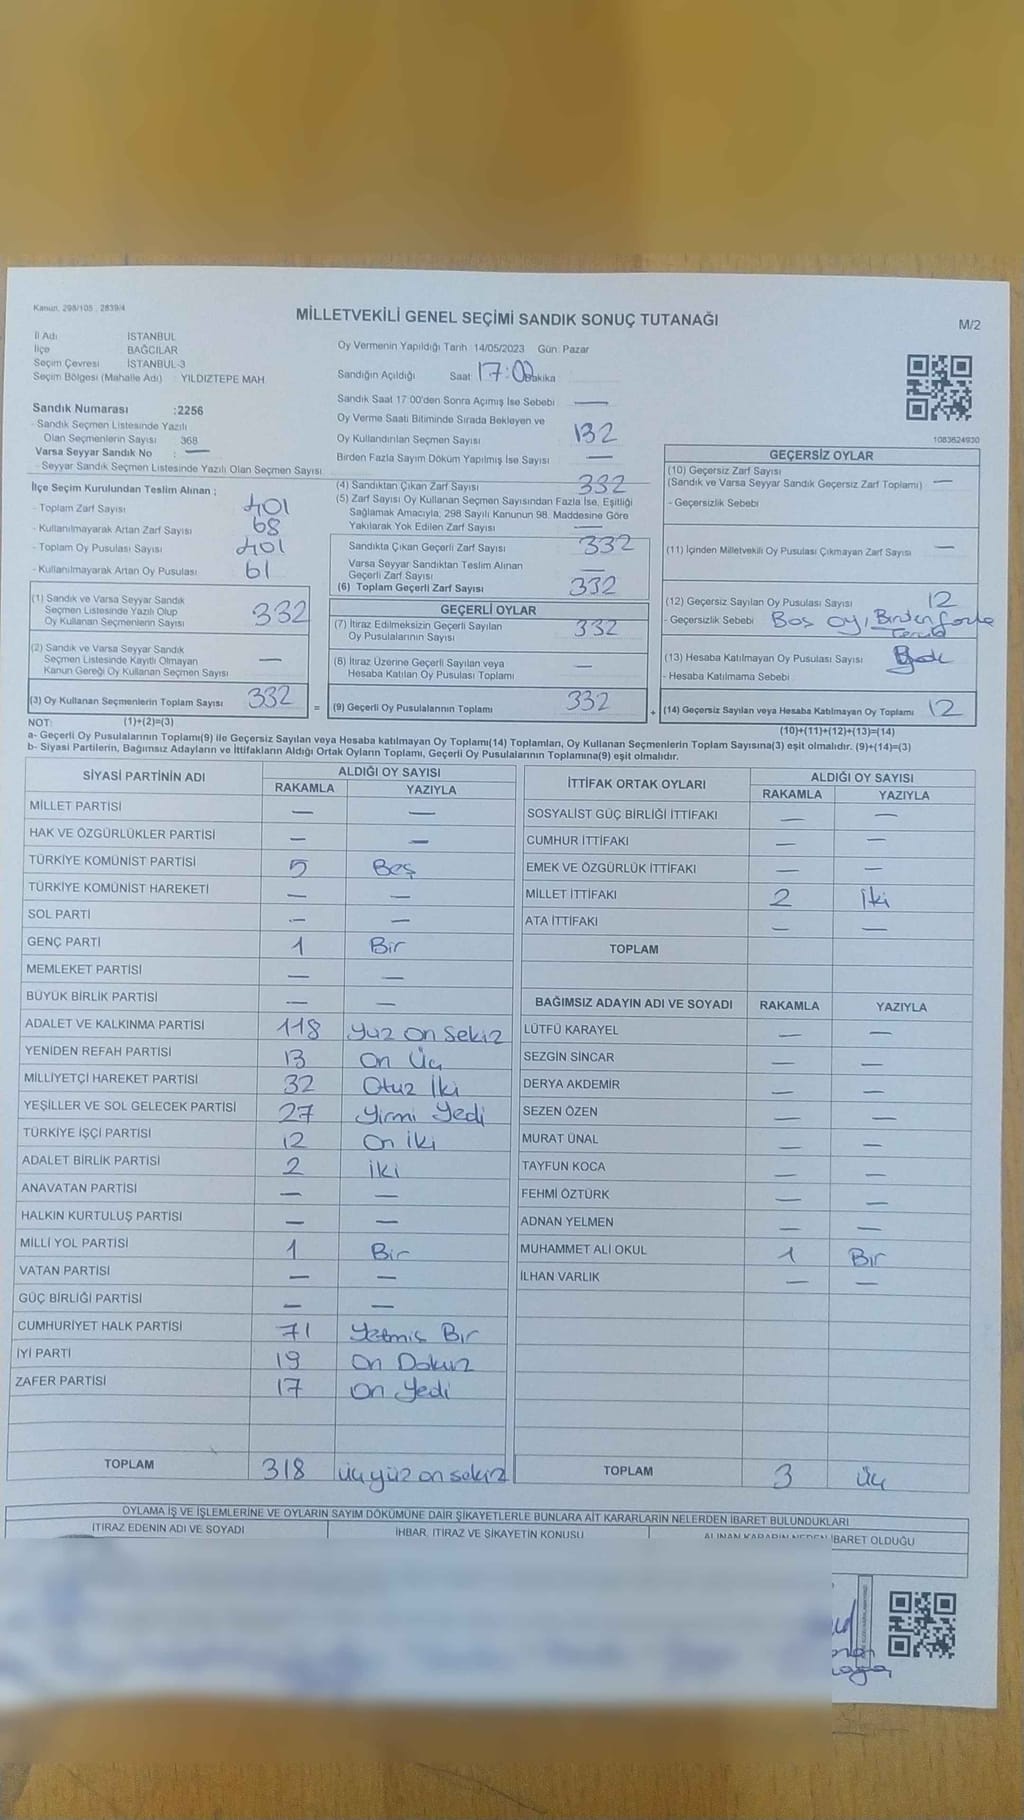 Kanun, 298/105 2839/4
MİLLETVEKİLİ GENEL SEÇİMİ SANDIK SONUÇ TUTANAĞI
M/2
İl Adı İSTANBUL
İlçe BAĞCILAR
Seçim Çevresi İSTANBUL-3
Seçim Bölgesi (Mahalle Adı) YILDIZTEPE MAH
Sandık Numarası :2256
- Sandık Seçmen Listesinde Yazılı
Olan Seçmenlerin Sayısı 368
Varsa Seyyar Sandık No : —
- Seyyar Sandık Seçmen Listesinde Yazılı Olan Seçmen Sayısı
Oy Vermenin Yapıldığı Tarih 14/05/2023 Gün: Pazar
Sandığın Açıldığı Saat 17:00 Dakika
Sandık Saat 17:00'den Sonra Açımış İse Sebebi —
Oy Verme Saati Bitiminde Sırada Bekleyen ve
Oy Kullandırılan Seçmen Sayısı 132
Birden Fazla Sayım Döküm Yapılmış İse Sayısı —
1083624930
İlçe Seçim Kurulundan Teslim Alınan ;
- Toplam Zarf Sayısı 401
- Kullanılmayarak Artan Zarf Sayısı 68
- Toplam Oy Pusulası Sayısı 401
- Kullanılmayarak Artan Oy Pusulası 61
(1) Sandık ve Varsa Seyyar Sandık
Seçmen Listesinde Yazılı Olup
Oy Kullanan Seçmenlerin Sayısı 332
(2) Sandık ve Varsa Seyyar Sandık
Seçmen Listesinde Kayıtlı Olmayan
Kanun Gereği Oy Kullanan Seçmen Sayısı —
(3) Oy Kullanan Seçmenlerin Toplam Sayısı 332 =
(4) Sandıktan Çıkan Zarf Sayısı 332
(5) Zarf Sayısı Oy Kullanan Seçmen Sayısından Fazla İse, Eşitliği
Sağlamak Amacıyla, 298 Sayılı Kanunun 98. Maddesine Göre
Yakılarak Yok Edilen Zarf Sayısı —
Sandıkta Çıkan Geçerli Zarf Sayısı 332
Varsa Seyyar Sandıktan Teslim Alınan
Geçerli Zarf Sayısı —
(6) Toplam Geçerli Zarf Sayısı 332
GEÇERLİ OYLAR
(7) İtiraz Edilmeksizin Geçerli Sayılan
Oy Pusulalarının Sayısı 332
(8) İtiraz Üzerine Geçerli Sayılan veya
Hesaba Katılan Oy Pusulası Toplamı —
(9) Geçerli Oy Pusulalarının Toplamı 332 +
GEÇERSİZ OYLAR
(10) Geçersiz Zarf Sayısı
(Sandık ve Varsa Seyyar Sandık Geçersiz Zarf Toplamı) —
- Geçersizlik Sebebi
(11) İçinden Milletvekili Oy Pusulası Çıkmayan Zarf Sayısı —
(12) Geçersiz Sayılan Oy Pusulası Sayısı 12
- Geçersizlik Sebebi Boş oy, Birden fazla
(13) Hesaba Katılmayan Oy Pusulası Sayısı
- Hesaba Katılmama Sebebi
(14) Geçersiz Sayılan veya Hesaba Katılmayan Oy Toplamı 12
NOT: (1)+(2)=(3)
(10)+(11)+(12)+(13)=(14)
a- Geçerli Oy Pusulalarının Toplamı(9) ile Geçersiz Sayılan veya Hesaba katılmayan Oy Toplamı(14) Toplamları, Oy Kullanan Seçmenlerin Toplam Sayısına(3) eşit olmalıdır. (9)+(14)=(3)
b- Siyasi Partilerin, Bağımsız Adayların ve İttifakların Aldığı Ortak Oyların Toplamı, Geçerli Oy Pusulalarının Toplamına(9) eşit olmalıdır.
SİYASİ PARTİNİN ADI ALDIĞI OY SAYISI
RAKAMLA YAZIYLA
MİLLET PARTİSİ — —
HAK VE ÖZGÜRLÜKLER PARTİSİ — —
TÜRKİYE KOMÜNİST PARTİSİ 5 Beş
TÜRKİYE KOMÜNİST HAREKETİ — —
SOL PARTİ — —
GENÇ PARTİ 1 Bir
MEMLEKET PARTİSİ — —
BÜYÜK BİRLİK PARTİSİ — —
ADALET VE KALKINMA PARTİSİ 118 yüz on sekiz
YENİDEN REFAH PARTİSİ 13 on Üç
MİLLİYETÇİ HAREKET PARTİSİ 32 Otuz İki
YEŞİLLER VE SOL GELECEK PARTİSİ 27 yirmi yedi
TÜRKİYE İŞÇİ PARTİSİ 12 on iki
ADALET BİRLİK PARTİSİ 2 iki
ANAVATAN PARTİSİ — —
HALKIN KURTULUŞ PARTİSİ — —
MİLLİ YOL PARTİSİ 1 Bir
VATAN PARTİSİ — —
GÜÇ BİRLİĞİ PARTİSİ — —
CUMHURİYET HALK PARTİSİ 71 Yetmiş Bir
İYİ PARTİ 19 on Dokuz
ZAFER PARTİSİ 17 on yedi
TOPLAM 318 üçyüz on sekiz
İTTİFAK ORTAK OYLARI ALDIĞI OY SAYISI
RAKAMLA YAZIYLA
SOSYALİST GÜÇ BİRLİĞİ İTTİFAKI — —
CUMHUR İTTİFAKI — —
EMEK VE ÖZGÜRLÜK İTTİFAKI — —
MİLLET İTTİFAKI 2 İki
ATA İTTİFAKI — —
TOPLAM
BAĞIMSIZ ADAYIN ADI VE SOYADI RAKAMLA YAZIYLA
LÜTFÜ KARAYEL — —
SEZGİN SİNCAR — —
DERYA AKDEMİR — —
SEZEN ÖZEN — —
MURAT ÜNAL — —
TAYFUN KOCA — —
FEHMİ ÖZTÜRK — —
ADNAN YELMEN — —
MUHAMMET ALİ OKUL 1 Bir
İLHAN VARLIK — —
TOPLAM 3 üç
OYLAMA İŞ VE İŞLEMLERİNE VE OYLARIN SAYIM DÖKÜMÜNE DAİR ŞİKAYETLERLE BUNLARA AİT KARARLARIN NELERDEN İBARET BULUNDUKLARI
İTİRAZ EDENİN ADI VE SOYADI İHBAR, İTİRAZ VE ŞİKAYETİN KONUSU ALINAN KARARIN NEDEN İBARET OLDUĞU